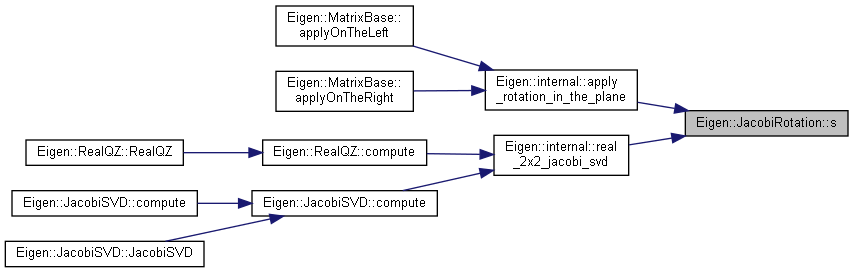 Eigen::MatrixBase::
applyOnTheLeft
Eigen::MatrixBase::
applyOnTheRight
Eigen::internal::apply
_rotation_in_the_plane
Eigen::JacobiRotation::s
Eigen::RealQZ::RealQZ
Eigen::RealQZ::compute
Eigen::internal::real
_2x2_jacobi_svd
Eigen::JacobiSVD::compute
Eigen::JacobiSVD::compute
Eigen::JacobiSVD::JacobiSVD